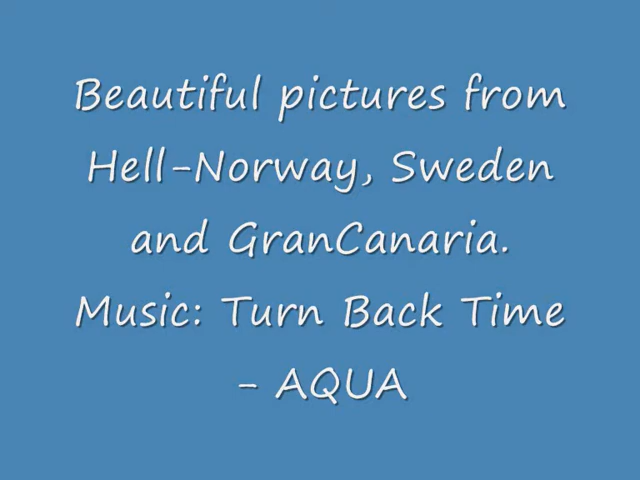 Beautiful pictures from
Hell-Norway, Sweden
and GranCanaria.
Music: Turn Back Time
- AQUA